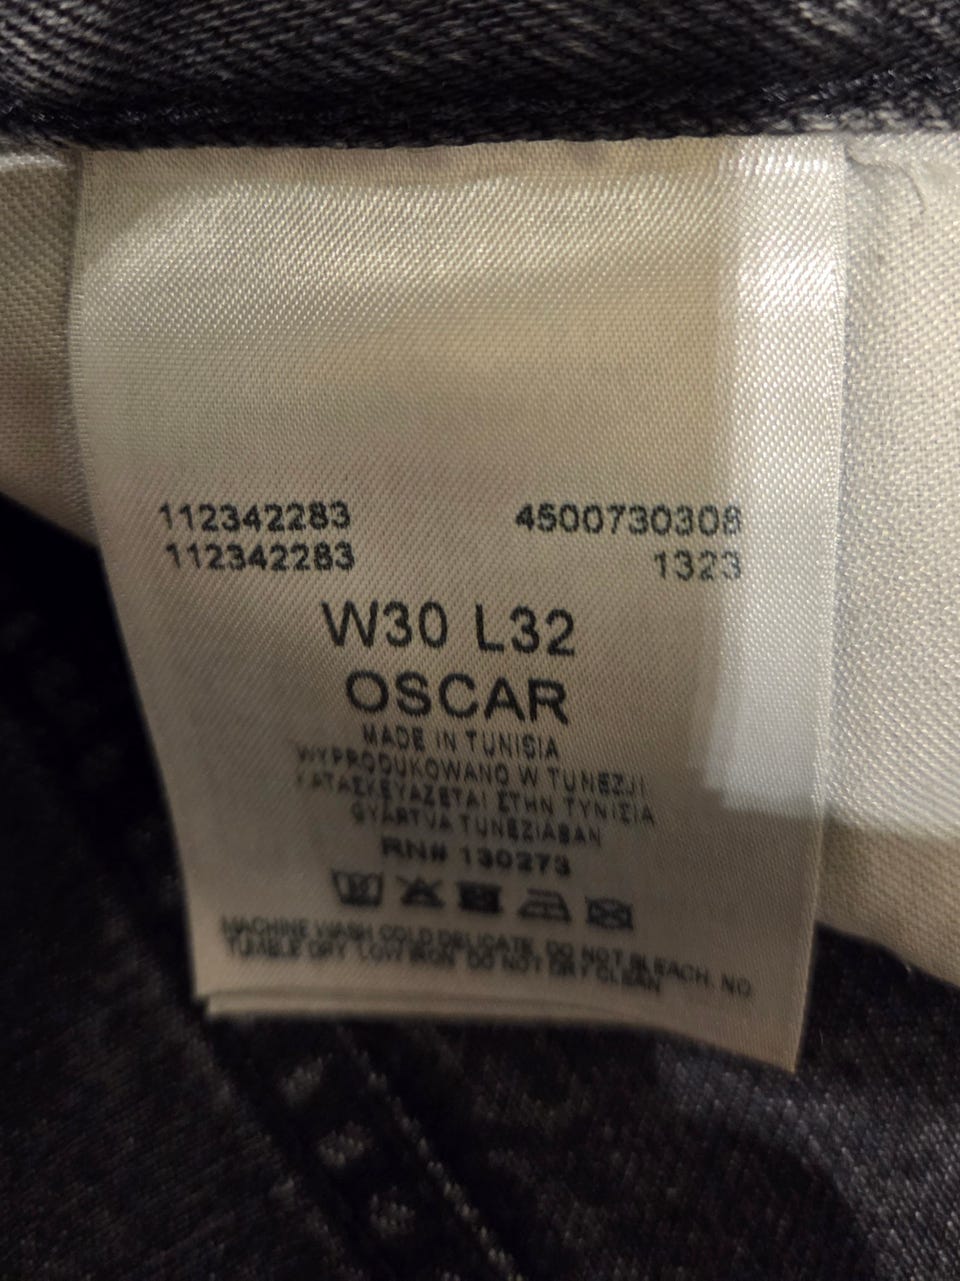 112342283 4500730308
112342283 1323
W30 L32
OSCAR
MADE IN TUNISIA
WYPRODUKOWANO W TUNEZJI
ΚΑΤΑΣΚΕΥΑΖΕΤΑΙ ΣΤΗΝ ΤΥΝΙΣΙΑ
GYÁRTVA TUNÉZIÁBAN
RN# 130273
MACHINE WASH COLD DELICATE. DO NOT BLEACH. NO
TUMBLE DRY. LOW IRON. DO NOT DRY CLEAN